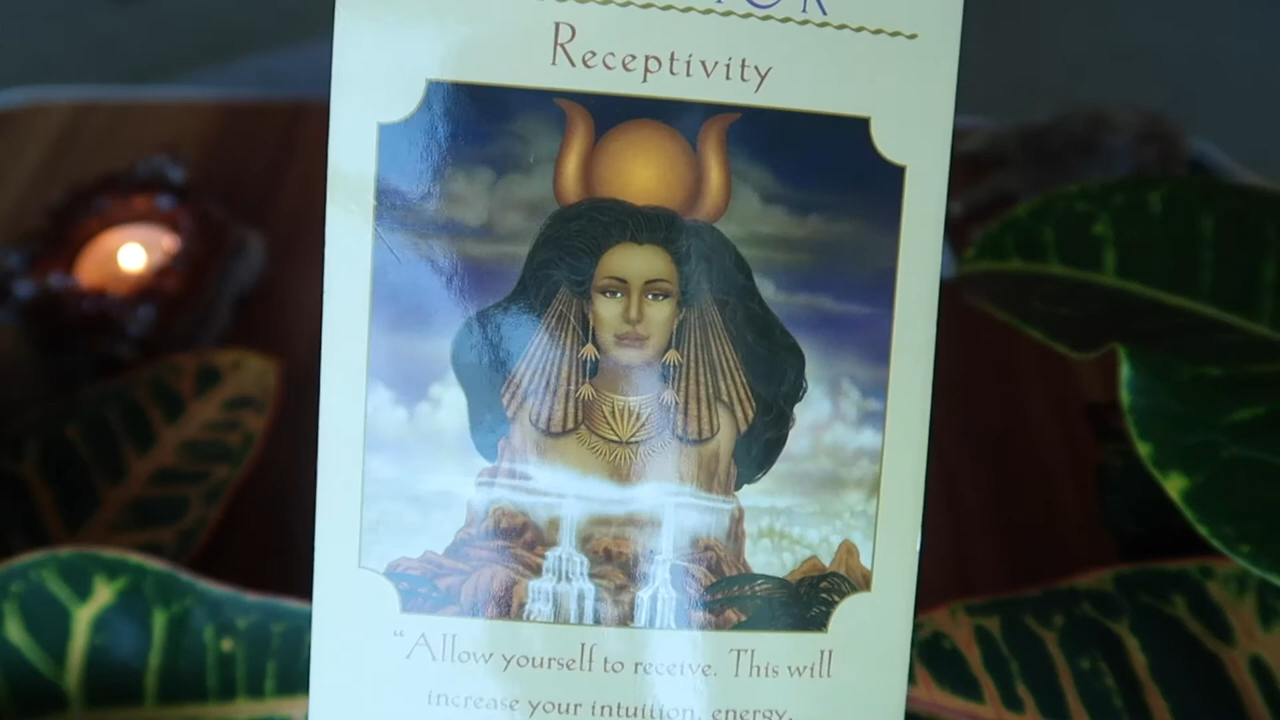 Receptivity
“Allow yourself to receive. This will
increase your intuition, energy,